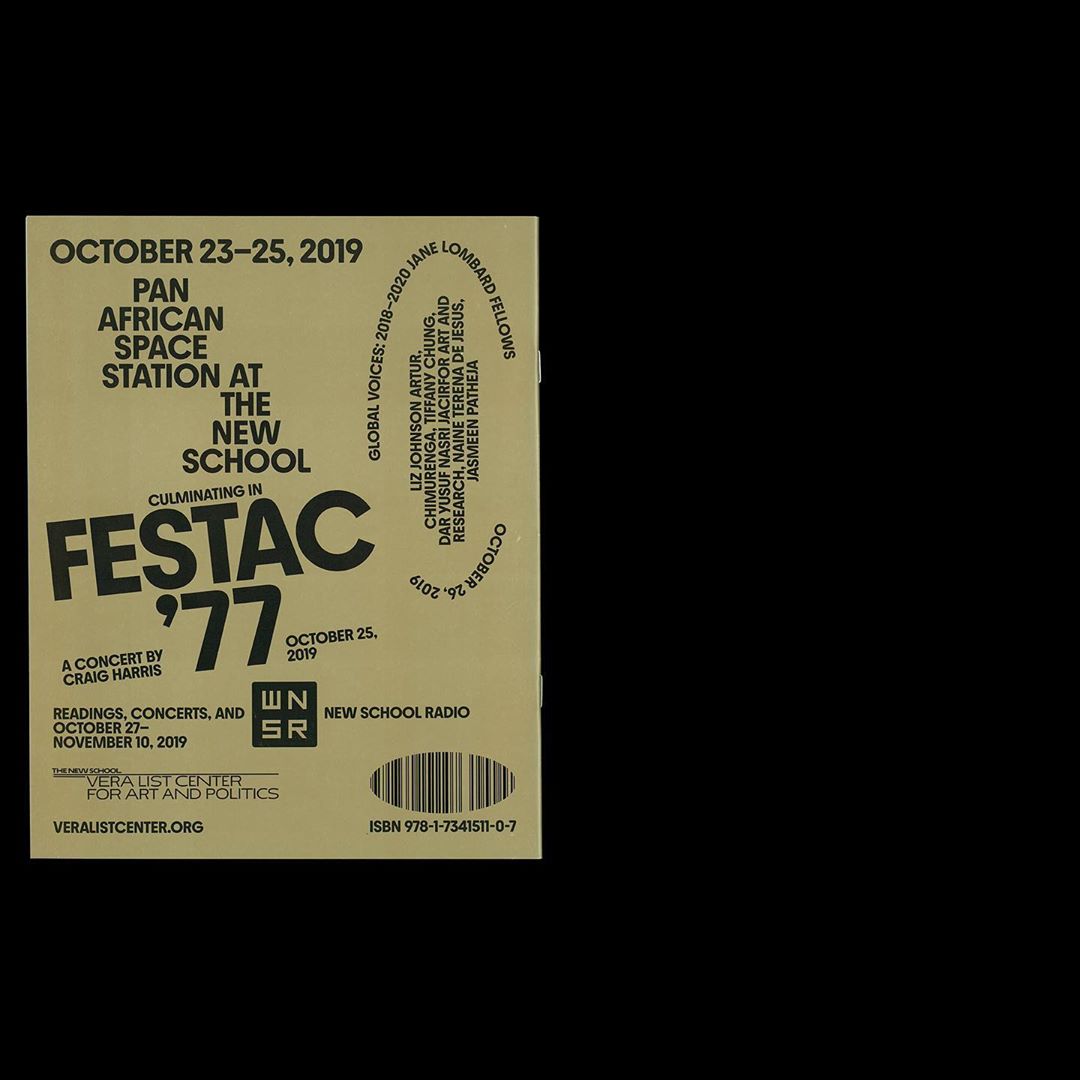 OCTOBER 23–25, 2019
PAN
AFRICAN
SPACE
STATION AT
THE
NEW
SCHOOL
CULMINATING IN
FESTAC
’77
A CONCERT BY
CRAIG HARRIS
OCTOBER 25,
2019
GLOBAL VOICES: 2018–2020 JANE LOMBARD FELLOWS
LIZ JOHNSON ARTUR,
CHIMURENGA, TIFFANY CHUNG,
DAR YUSUF NASRI JACIRFOR ART AND
RESEARCH, NAINE TERENA DE JESUS,
JASMEEN PATHEJA
OCTOBER 26, 2019
READINGS, CONCERTS, AND
WN
SR
NEW SCHOOL RADIO
OCTOBER 27–
NOVEMBER 10, 2019
THE NEW SCHOOL
VERA LIST CENTER
FOR ART AND POLITICS
VERALISTCENTER.ORG
ISBN 978-1-7341511-0-7